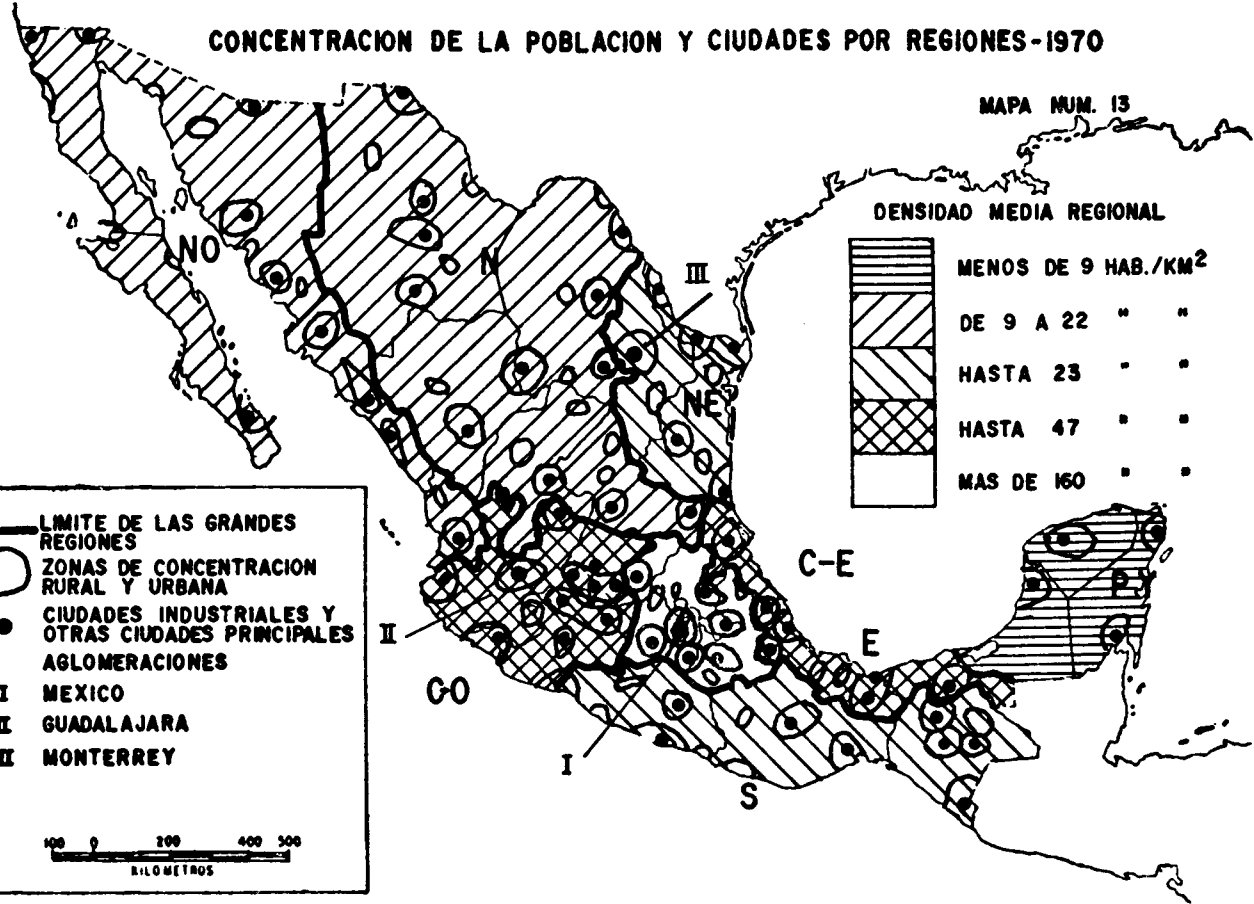 CONCENTRACION DE LA POBLACION Y CIUDADES POR REGIONES-1970
MAPA NUM. 13
DENSIDAD MEDIA REGIONAL
MENOS DE 9 HAB./KM²
DE 9 A 22 " "
HASTA 23 " "
HASTA 47 " "
MAS DE 160 " "
NO
N
III
NE
C-E
E
II
I
S
LIMITE DE LAS GRANDES
REGIONES
ZONAS DE CONCENTRACION
RURAL Y URBANA
CIUDADES INDUSTRIALES Y
OTRAS CIUDADES PRINCIPALES
AGLOMERACIONES
I MEXICO
II GUADALAJARA
MONTERREY
100 0 200 400 500
KILOMETROS